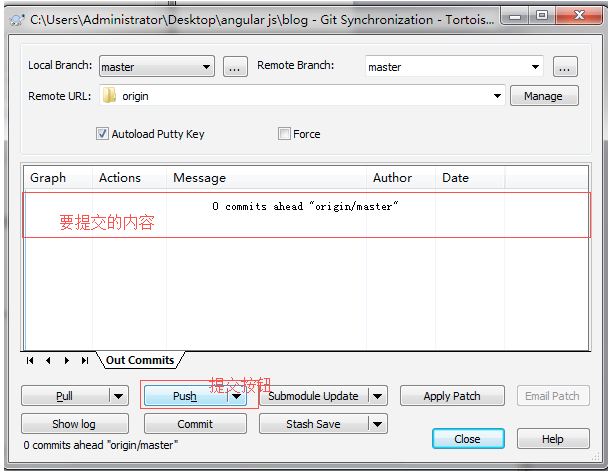 C:\Users\Administrator\Desktop\angular js\blog - Git Synchronization - Tortois...
Local Branch: master ... Remote Branch: master ...
Remote URL: origin Manage
Autoload Putty Key Force
Graph Actions Message Author Date
0 commits ahead "origin/master"
要提交的内容
Out Commits
提交按钮
Pull Push Submodule Update Apply Patch Email Patch
Show log Commit Stash Save
0 commits ahead "origin/master" Close Help